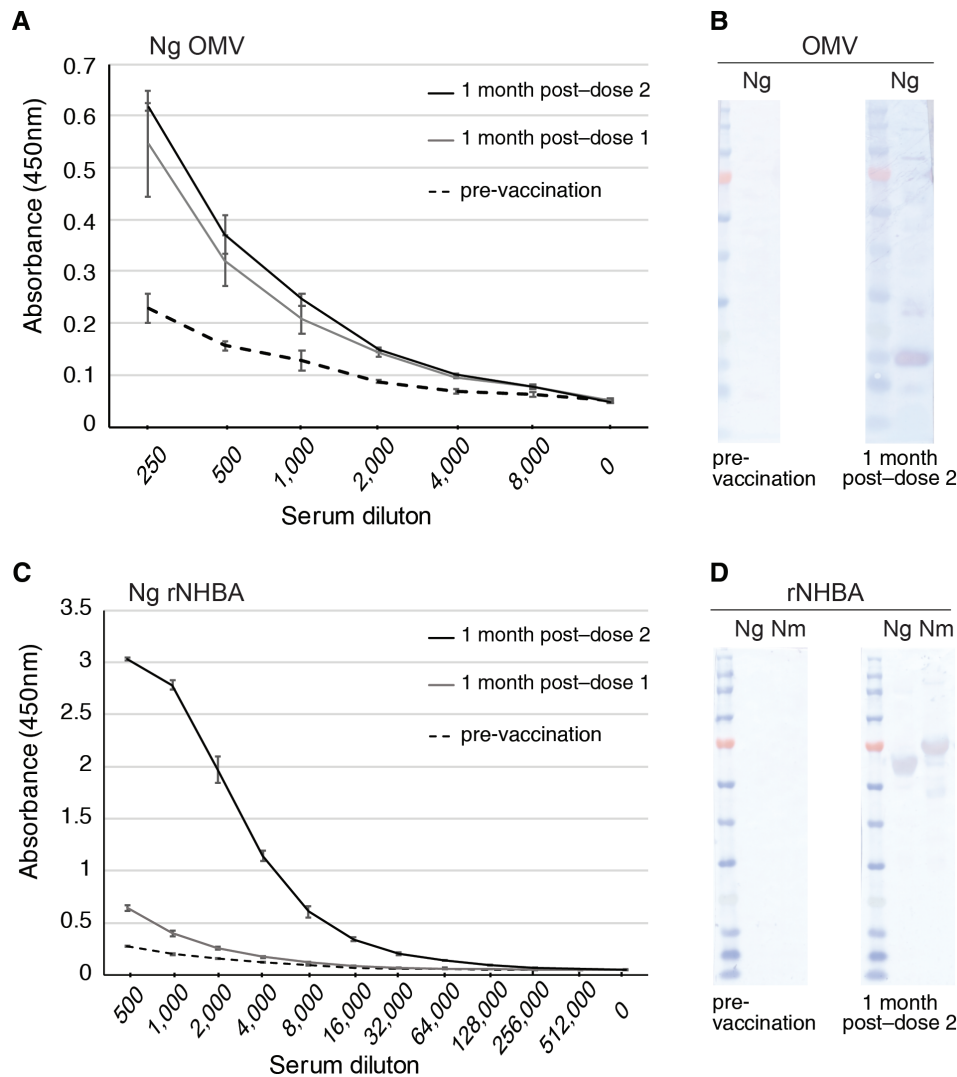 A
Ng OMV
0.7
0.6
0.5
0.4
0.3
0.2
0.1
0
Absorbance (450nm)
1 month post–dose 2
1 month post–dose 1
pre-vaccination
250
500
1,000
2,000
4,000
8,000
0
Serum diluton
B
OMV
Ng
Ng
pre-
vaccination
1 month
post–dose 2
C
Ng rNHBA
3.5
3
2.5
2
1.5
1
0.5
0
Absorbance (450nm)
1 month post–dose 2
1 month post–dose 1
pre-vaccination
500
1,000
2,000
4,000
8,000
16,000
32,000
64,000
128,000
256,000
512,000
0
Serum diluton
D
rNHBA
Ng Nm
Ng Nm
pre-
vaccination
1 month
post–dose 2